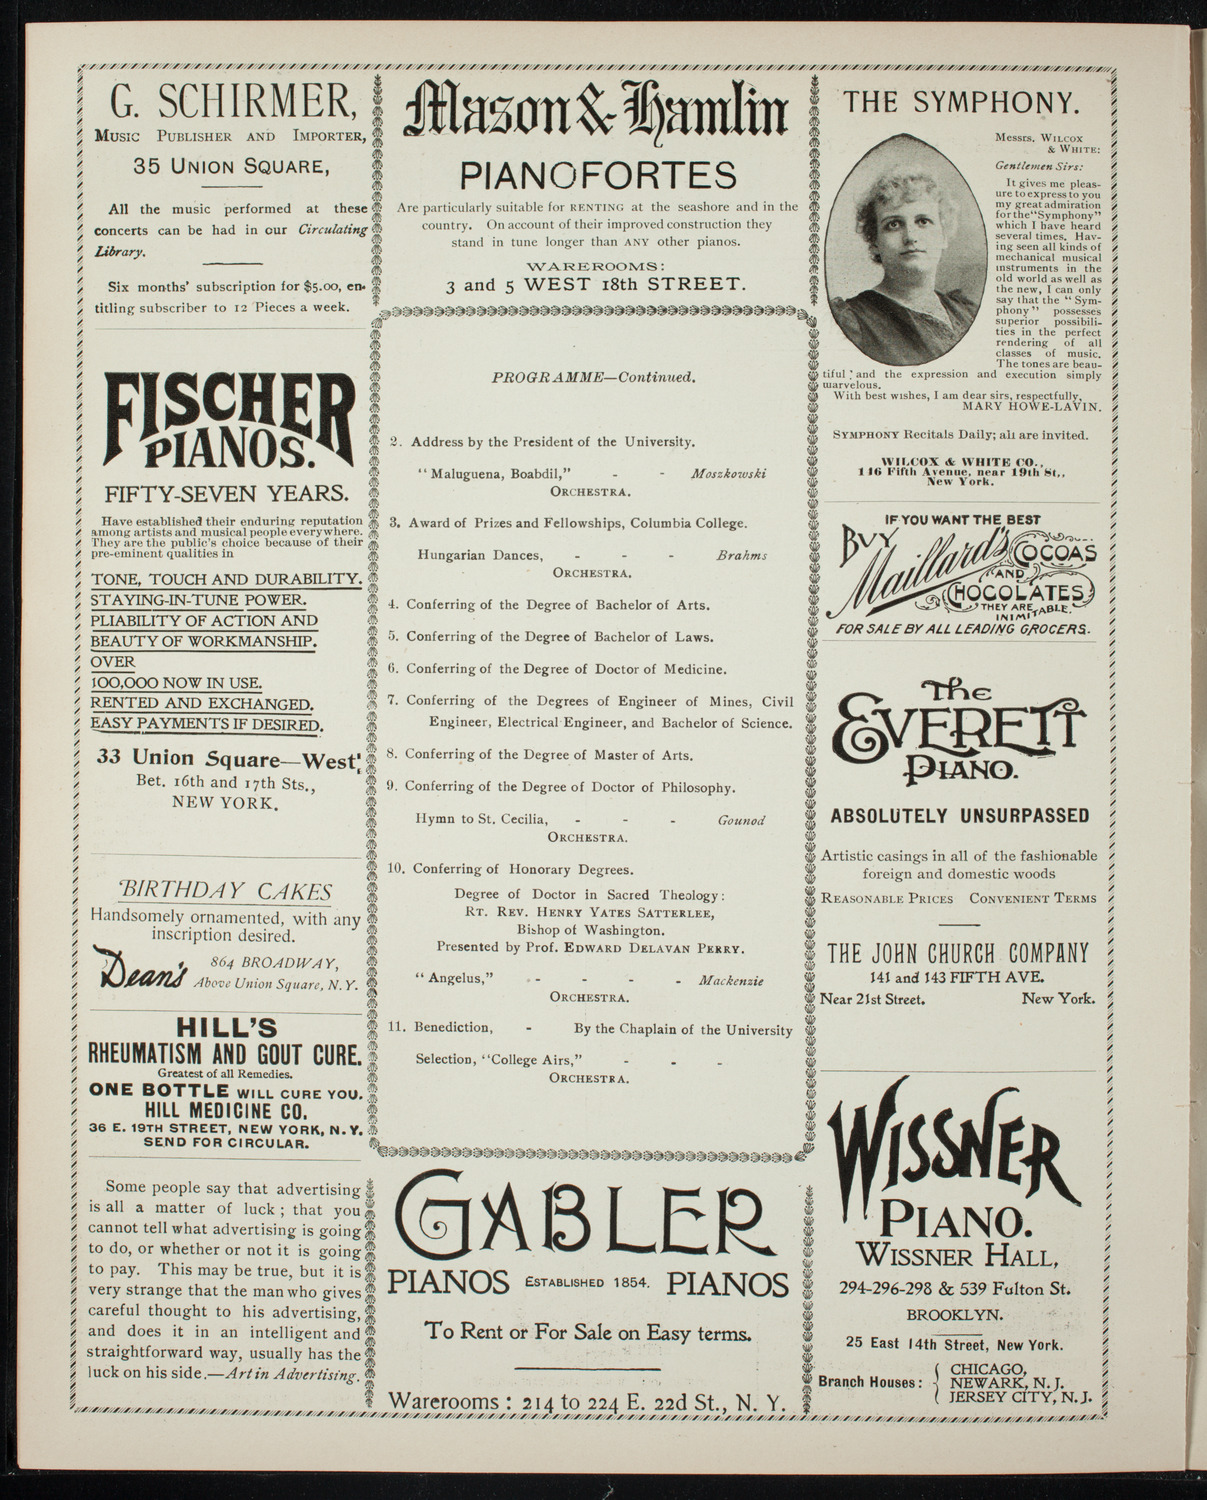 G. SCHIRMER,
MUSIC PUBLISHER AND IMPORTER,
35 UNION SQUARE,
All the music performed at these
concerts can be had in our Circulating
Library.
Six months' subscription for $5.00, en-
titling subscriber to 12 Pieces a week.
FISCHER
PIANOS.
FIFTY-SEVEN YEARS.
Have established their enduring reputation
among artists and musical people everywhere.
They are the public's choice because of their
pre-eminent qualities in
TONE, TOUCH AND DURABILITY.
STAYING-IN-TUNE POWER.
PLIABILITY OF ACTION AND
BEAUTY OF WORKMANSHIP.
OVER
100,000 NOW IN USE.
RENTED AND EXCHANGED.
EASY PAYMENTS IF DESIRED.
33 Union Square—West,
Bet. 16th and 17th Sts.,
NEW YORK.
BIRTHDAY CAKES
Handsomely ornamented, with any
inscription desired.
Dean's 864 BROADWAY,
Above Union Square, N.Y.
HILL'S
RHEUMATISM AND GOUT CURE.
Greatest of all Remedies.
ONE BOTTLE WILL CURE YOU.
HILL MEDICINE CO.
36 E. 19TH STREET, NEW YORK, N.Y.
SEND FOR CIRCULAR.
Some people say that advertising
is all a matter of luck; that you
cannot tell what advertising is going
to do, or whether or not it is going
to pay. This may be true, but it is
very strange that the man who gives
careful thought to his advertising,
and does it in an intelligent and
straightforward way, usually has the
luck on his side.—Art in Advertising.
Mason & Hamlin
PIANOFORTES
Are particularly suitable for RENTING at the seashore and in the
country. On account of their improved construction they
stand in tune longer than ANY other pianos.
WAREROOMS:
3 and 5 WEST 18th STREET.
PROGRAMME—Continued.
2. Address by the President of the University.
"Maluguena, Boabdil," - - Moszkowski
ORCHESTRA.
3. Award of Prizes and Fellowships, Columbia College.
Hungarian Dances, - - - Brahms
ORCHESTRA.
4. Conferring of the Degree of Bachelor of Arts.
5. Conferring of the Degree of Bachelor of Laws.
6. Conferring of the Degree of Doctor of Medicine.
7. Conferring of the Degrees of Engineer of Mines, Civil
Engineer, Electrical Engineer, and Bachelor of Science.
8. Conferring of the Degree of Master of Arts.
9. Conferring of the Degree of Doctor of Philosophy.
Hymn to St. Cecilia, - - - Gounod
ORCHESTRA.
10. Conferring of Honorary Degrees.
Degree of Doctor in Sacred Theology:
RT. REV. HENRY YATES SATTERLEE,
Bishop of Washington.
Presented by Prof. EDWARD DELAVAN PERRY.
"Angelus," - - - - Mackenzie
ORCHESTRA.
11. Benediction, - By the Chaplain of the University
Selection, "College Airs," - - -
ORCHESTRA.
GABLER
PIANOS ESTABLISHED 1854. PIANOS
To Rent or For Sale on Easy terms.
Warerooms: 214 to 224 E. 22d St., N. Y.
THE SYMPHONY.
Messrs. WILCOX
& WHITE:
Gentlemen Sirs:
It gives me pleas-
ure to express to you
my great admiration
for the "Symphony"
which I have heard
several times. Hav-
ing seen all kinds of
mechanical musical
instruments in the
old world as well as
the new, I can only
say that the "Sym-
phony" possesses
superior possibili-
ties in the perfect
rendering of all
classes of music.
The tones are beau-
tiful; and the expression and execution simply
marvelous.
With best wishes, I am dear sirs, respectfully,
MARY HOWE-LAVIN.
SYMPHONY Recitals Daily; all are invited.
WILCOX & WHITE CO.,
146 Fifth Avenue, near 19th St.,
New York.
IF YOU WANT THE BEST
BUY Maillard's COCOAS
AND
CHOCOLATES
THEY ARE INIMITABLE.
FOR SALE BY ALL LEADING GROCERS.
The
EVERETT
PIANO.
ABSOLUTELY UNSURPASSED
Artistic casings in all of the fashionable
foreign and domestic woods
REASONABLE PRICES CONVENIENT TERMS
THE JOHN CHURCH COMPANY
141 and 143 FIFTH AVE.
Near 21st Street. New York.
WISSNER
PIANO.
WISSNER HALL,
294-296-298 & 539 Fulton St.
BROOKLYN.
25 East 14th Street, New York.
Branch Houses: CHICAGO,
NEWARK, N. J.
JERSEY CITY, N.J.